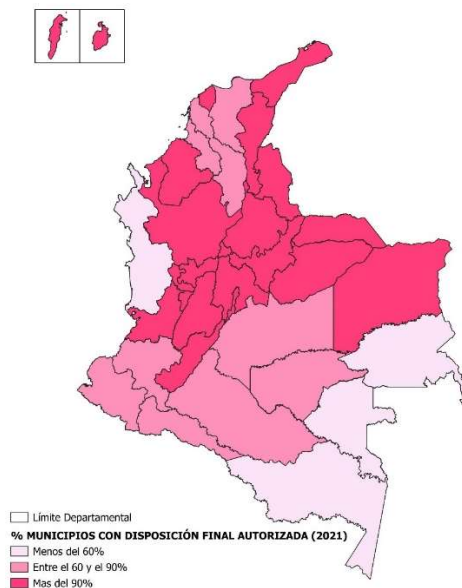 Límite Departamental
% MUNICIPIOS CON DISPOSICIÓN FINAL AUTORIZADA (2021)
Menos del 60%
Entre el 60 y el 90%
Mas del 90%